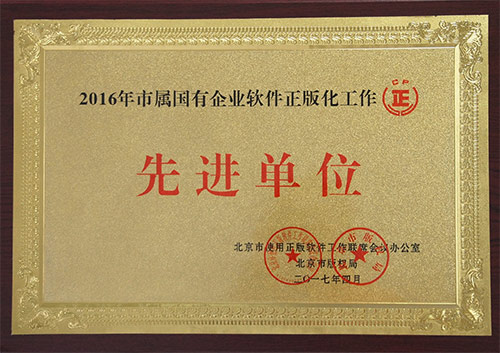 2016年市属国有企业软件正版化工作
CP
正
先进单位
北京市使用正版软件工作联席会议办公室
北京市版权局
二〇一七年四月